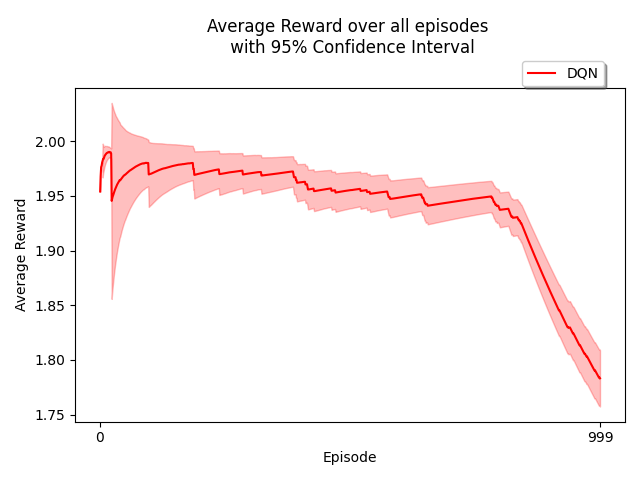 Average Reward over all episodes
with 95% Confidence Interval
DQN
2.00
1.95
1.90
1.85
1.80
1.75
Average Reward
0
999
Episode